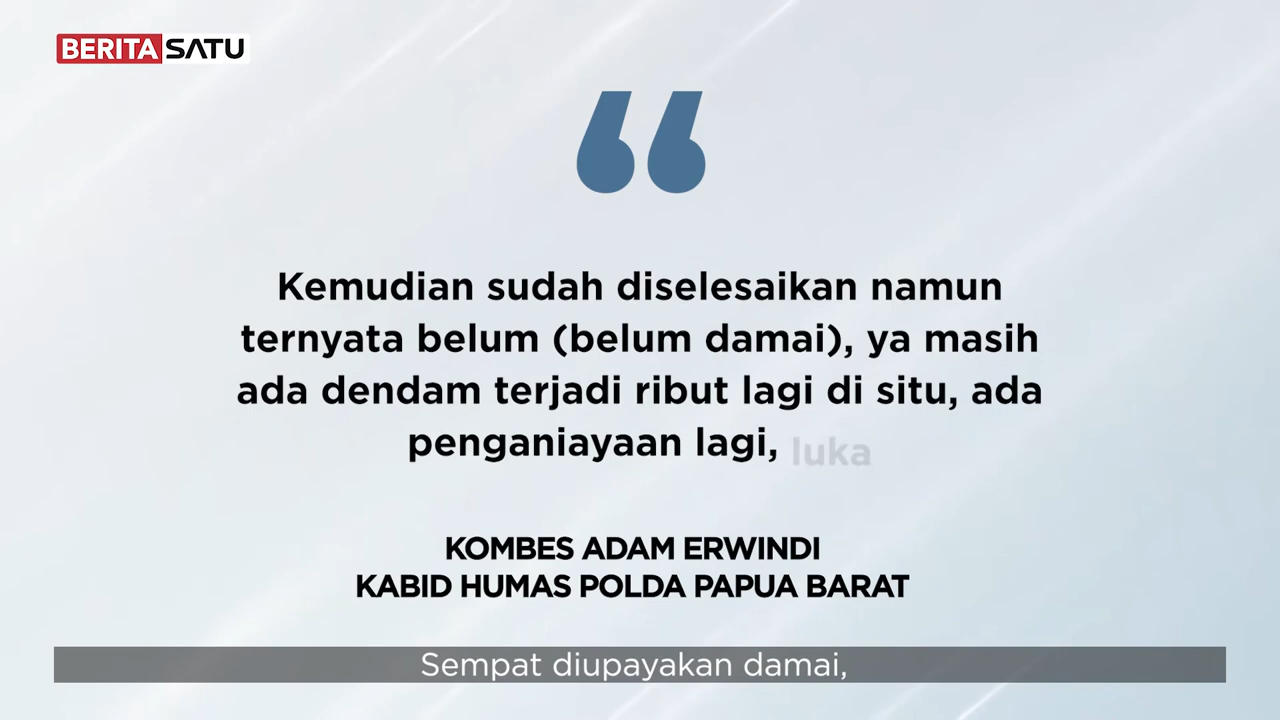 BERITA SATU
Kemudian sudah diselesaikan namun
ternyata belum (belum damai), ya masih
ada dendam terjadi ribut lagi di situ, ada
penganiayaan lagi, luka
KOMBES ADAM ERWINDI
KABID HUMAS POLDA PAPUA BARAT
Sempat diupayakan damai,